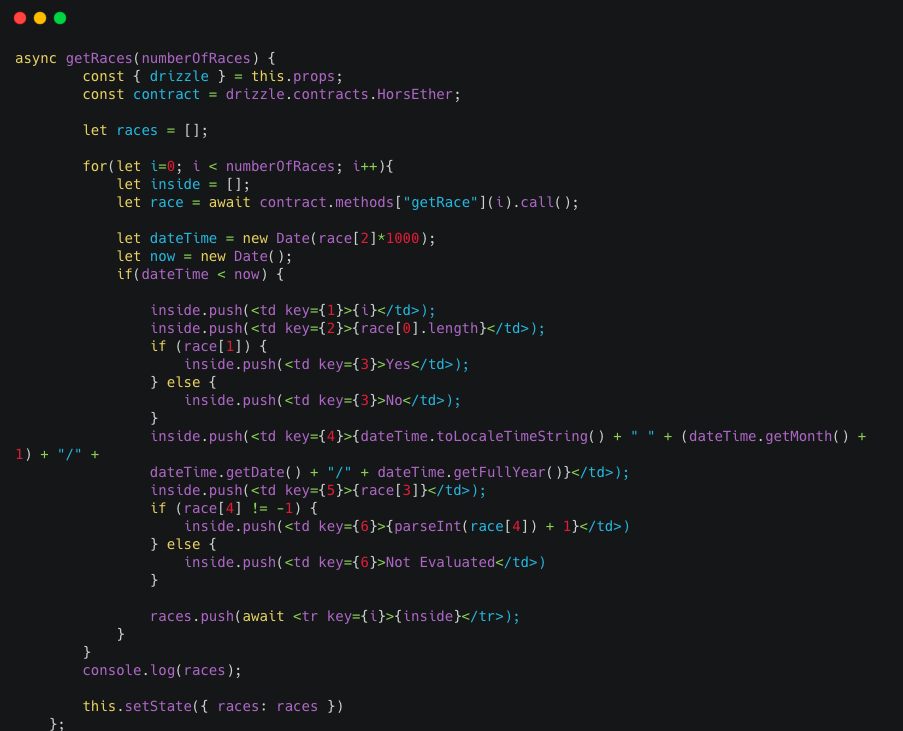 async getRaces(numberOfRaces) {
        const { drizzle } = this.props;
        const contract = drizzle.contracts.HorsEther;

        let races = [];

        for(let i=0; i < numberOfRaces; i++){
            let inside = [];
            let race = await contract.methods["getRace"](i).call();

            let dateTime = new Date(race[2]*1000);
            let now = new Date();
            if(dateTime < now) {

                inside.push(<td key={1}>{i}</td>);
                inside.push(<td key={2}>{race[0].length}</td>);
                if (race[1]) {
                    inside.push(<td key={3}>Yes</td>);
                } else {
                    inside.push(<td key={3}>No</td>);
                }
                inside.push(<td key={4}>{dateTime.toLocaleTimeString() + " " + (dateTime.getMonth() +
1) + "/" +
                dateTime.getDate() + "/" + dateTime.getFullYear()}</td>);
                inside.push(<td key={5}>{race[3]}</td>);
                if (race[4] != -1) {
                    inside.push(<td key={6}>{parseInt(race[4]) + 1}</td>)
                } else {
                    inside.push(<td key={6}>Not Evaluated</td>)
                }

                races.push(await <tr key={i}>{inside}</tr>);
            }
        }
        console.log(races);

        this.setState({ races: races })
    };